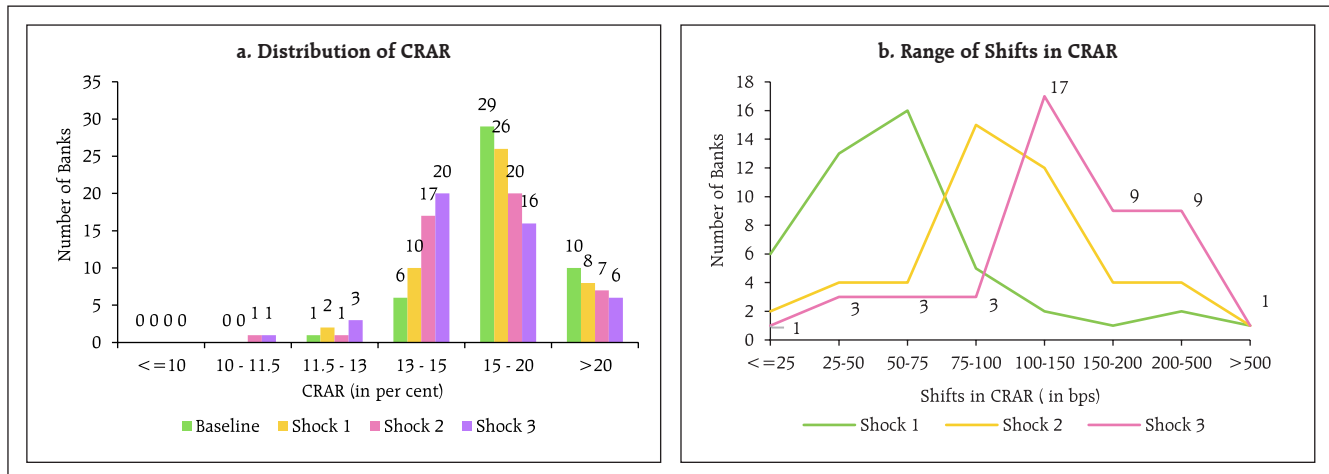 a. Distribution of CRAR
Number of Banks
35
30
25
20
15
10
5
0
0 0 0 0
0 0 1 1
1 2 1 3
6 10 17 20
29 26 20 16
10 8 7 6
<=10 10 - 11.5 11.5 - 13 13 - 15 15 - 20 >20
CRAR (in per cent)
Baseline Shock 1 Shock 2 Shock 3
b. Range of Shifts in CRAR
Number of Banks
18
16
14
12
10
8
6
4
2
0
1 3 3 3 17 9 9 1
<=25 25-50 50-75 75-100 100-150 150-200 200-500 >500
Shifts in CRAR ( in bps)
Shock 1 Shock 2 Shock 3